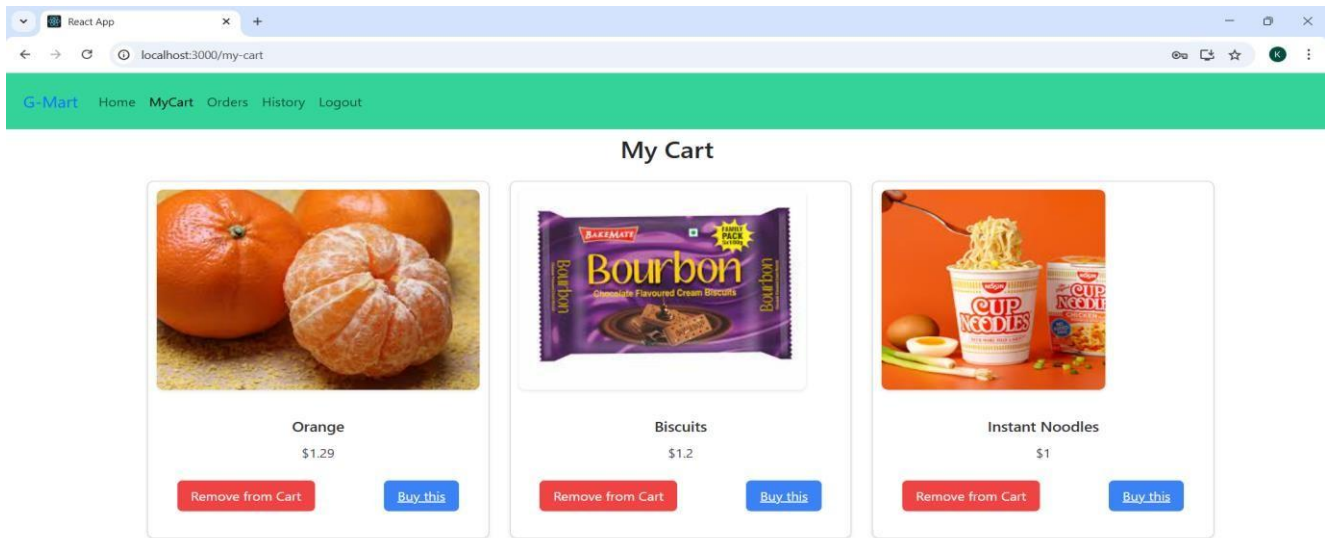 React App
localhost:3000/my-cart
K
G-Mart Home MyCart Orders History Logout
My Cart
BAKEMATE
FAMILY
PACK
Bourbon
Bourbon
Bourbon
Chocolate Flavoured Cream Biscuits
NISSIN
CUP
NOODLES
CUP
CHICKEN
Orange
Biscuits
Instant Noodles
$1.29
$1.2
$1
Remove from Cart Buy this
Remove from Cart Buy this
Remove from Cart Buy this